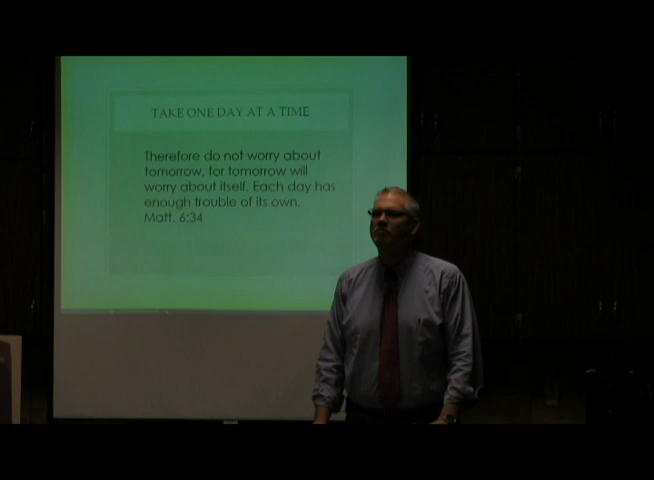 TAKE ONE DAY AT A TIME
Therefore do not worry about
tomorrow, for tomorrow will
worry about itself. Each day has
enough trouble of its own.
Matt. 6:34